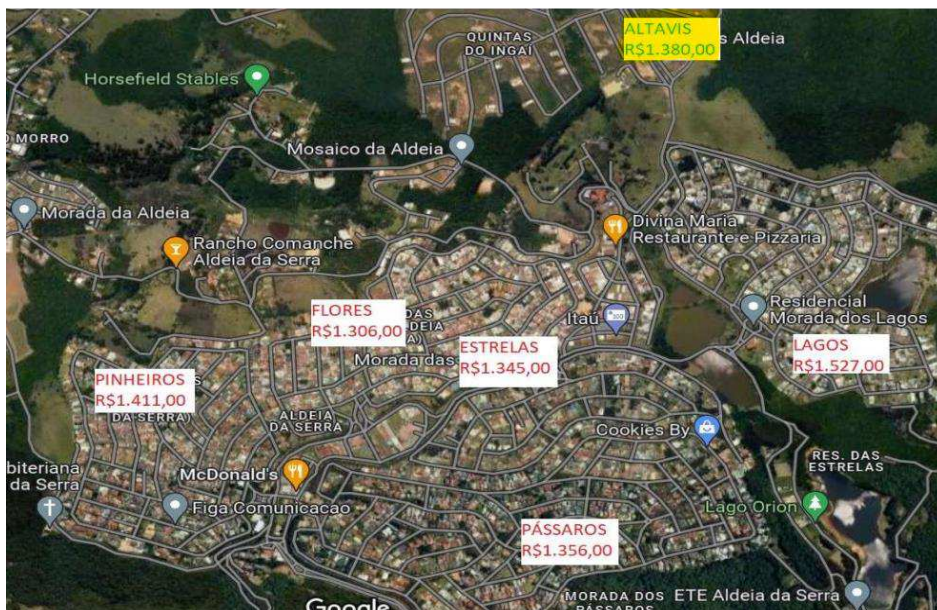 ALTAVIS
R$1.380,00
s Aldeia
QUINTAS
DO INGAÍ
Horsefield Stables
O MORRO
Mosaico da Aldeia
Morada da Aldeia
Divina Maria
Restaurante e Pizzaria
Rancho Comanche
Aldeia da Serra
FLORES
R$1.306,00
DAS
DEIA
A)
Itaú
Residencial
Morada dos Lagos
ESTRELAS
R$1.345,00
Morada das
LAGOS
R$1.527,00
PINHEIROS
R$1.411,00
S
DA SERRA)
ALDEIA
DA SERRA
Cookies By
McDonald's
RES. DAS
ESTRELAS
biteriana
da Serra
Figa Comunicacao
Lago Orion
PÁSSAROS
R$1.356,00
MORADA DOS
PÁSSAROS
ETE Aldeia da Serra
Google